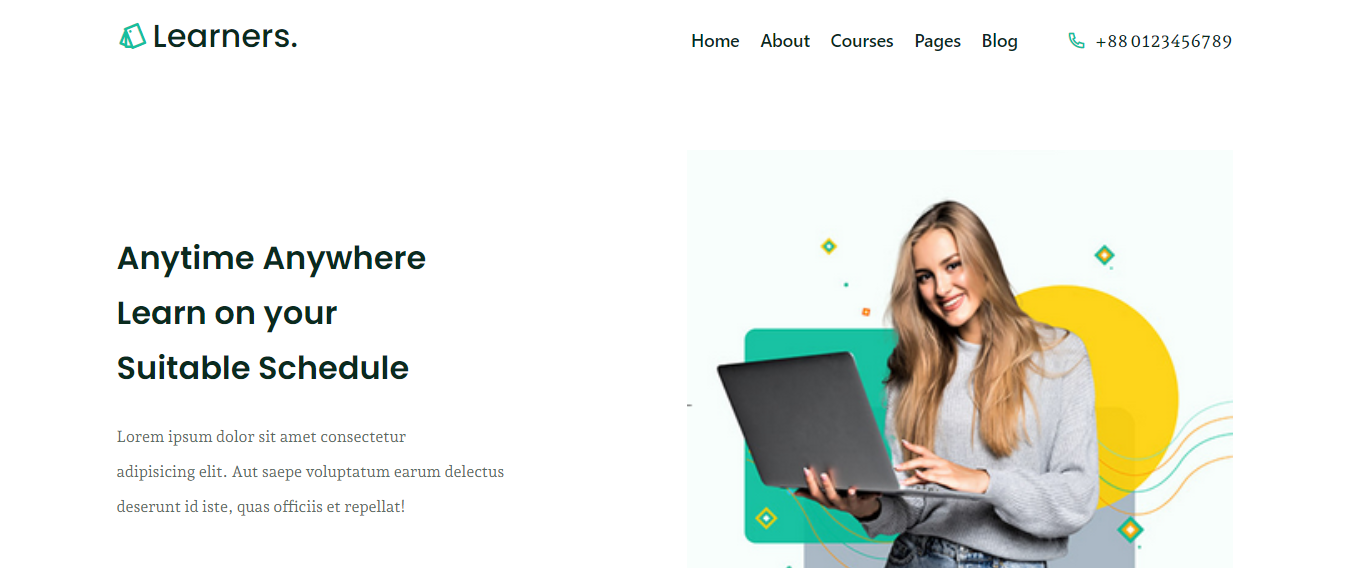 Learners.
Home About Courses Pages Blog +88 0123456789
Anytime Anywhere
Learn on your
Suitable Schedule
Lorem ipsum dolor sit amet consectetur
adipisicing elit. Aut saepe voluptatum earum delectus
deserunt id iste, quas officiis et repellat!